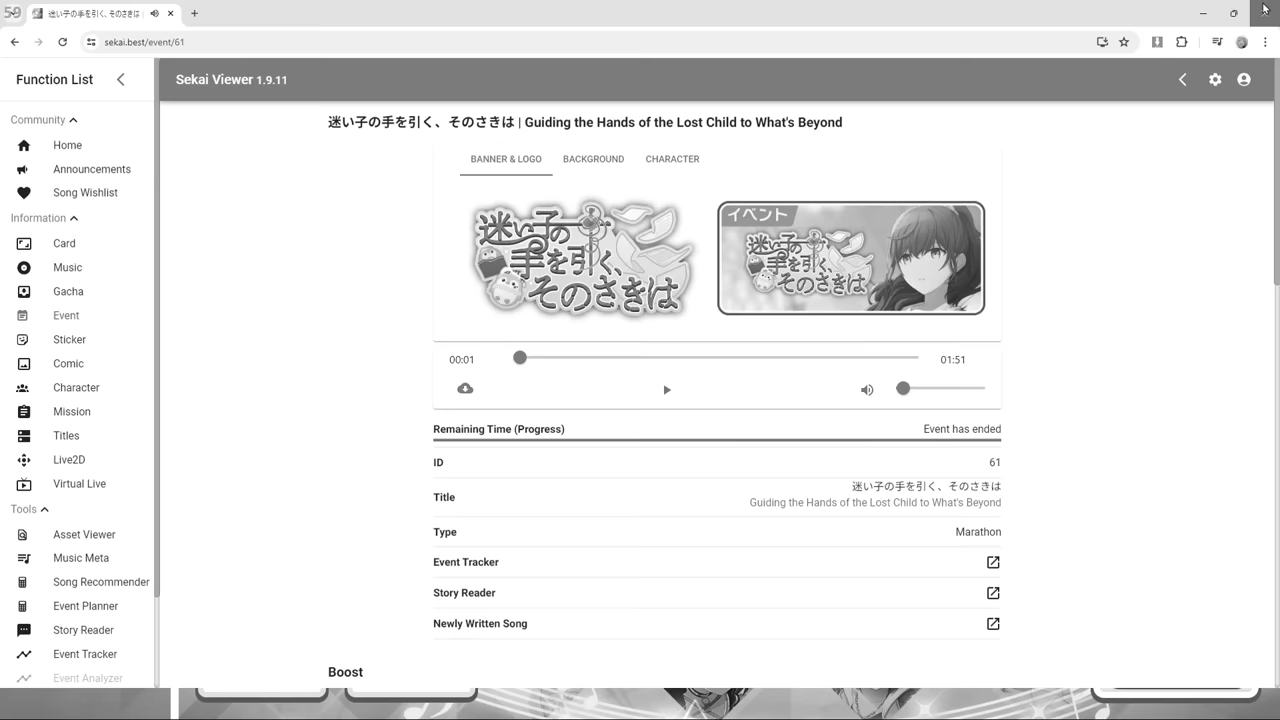 59
迷い子の手を引く、そのさきは |
sekai.best/event/61
Function List
Sekai Viewer 1.9.11
Community
Home
Announcements
Song Wishlist
Information
Card
Music
Gacha
Event
Sticker
Comic
Character
Mission
Titles
Live2D
Virtual Live
Tools
Asset Viewer
Music Meta
Song Recommender
Event Planner
Story Reader
Event Tracker
Event Analyzer
迷い子の手を引く、そのさきは | Guiding the Hands of the Lost Child to What's Beyond
BANNER & LOGO
BACKGROUND
CHARACTER
迷い子の
手を引く、
そのさきは
イベント
迷い子の
手を引く、
そのさきは
00:01
01:51
Remaining Time (Progress)
Event has ended
ID
61
Title
迷い子の手を引く、そのさきは
Guiding the Hands of the Lost Child to What's Beyond
Type
Marathon
Event Tracker
Story Reader
Newly Written Song
Boost